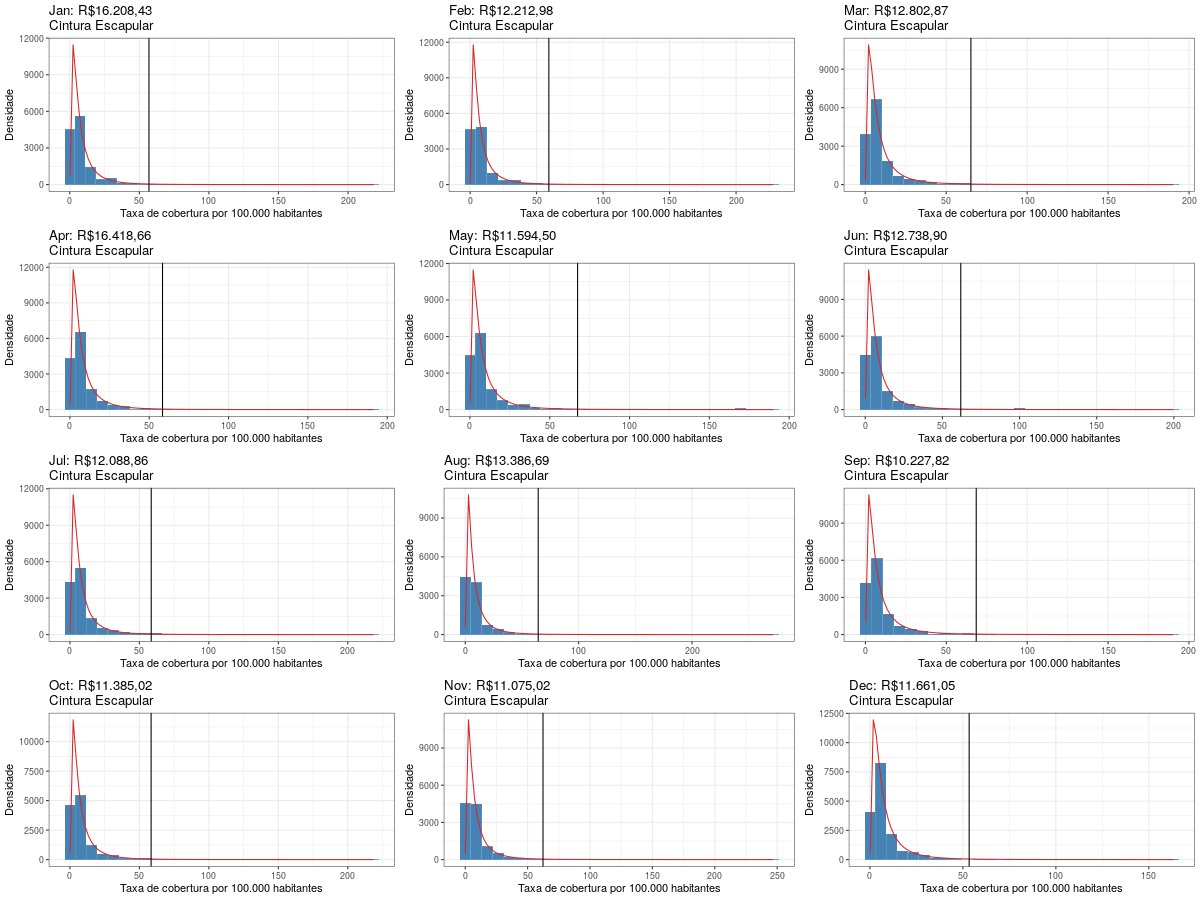 Jan: R$16.208,43
Cintura Escapular
Densidade
12000
9000
6000
3000
0
0 50 100 150 200
Taxa de cobertura por 100.000 habitantes
Feb: R$12.212,98
Cintura Escapular
Densidade
12000
9000
6000
3000
0
0 50 100 150 200
Taxa de cobertura por 100.000 habitantes
Mar: R$12.802,87
Cintura Escapular
Densidade
9000
6000
3000
0
0 50 100 150 200
Taxa de cobertura por 100.000 habitantes
Apr: R$16.418,66
Cintura Escapular
Densidade
12000
9000
6000
3000
0
0 50 100 150 200
Taxa de cobertura por 100.000 habitantes
May: R$11.594,50
Cintura Escapular
Densidade
12000
9000
6000
3000
0
0 50 100 150 200
Taxa de cobertura por 100.000 habitantes
Jun: R$12.738,90
Cintura Escapular
Densidade
9000
6000
3000
0
0 50 100 150 200
Taxa de cobertura por 100.000 habitantes
Jul: R$12.088,86
Cintura Escapular
Densidade
12000
9000
6000
3000
0
0 50 100 150 200
Taxa de cobertura por 100.000 habitantes
Aug: R$13.386,69
Cintura Escapular
Densidade
9000
6000
3000
0
0 100 200
Taxa de cobertura por 100.000 habitantes
Sep: R$10.227,82
Cintura Escapular
Densidade
9000
6000
3000
0
0 50 100 150 200
Taxa de cobertura por 100.000 habitantes
Oct: R$11.385,02
Cintura Escapular
Densidade
10000
7500
5000
2500
0
0 50 100 150 200
Taxa de cobertura por 100.000 habitantes
Nov: R$11.075,02
Cintura Escapular
Densidade
9000
6000
3000
0
0 50 100 150 200 250
Taxa de cobertura por 100.000 habitantes
Dec: R$11.661,05
Cintura Escapular
Densidade
12500
10000
7500
5000
2500
0
0 50 100 150
Taxa de cobertura por 100.000 habitantes